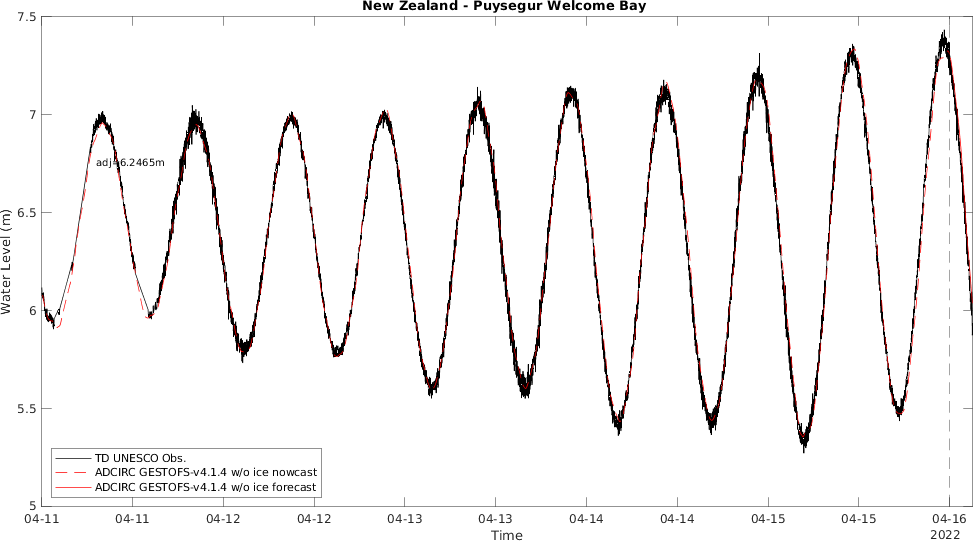 New Zealand - Puysegur Welcome Bay
7.5
7
6.5
6
5.5
5
Water Level (m)
adj=6.2465m
TD UNESCO Obs.
ADCIRC GESTOFS-v4.1.4 w/o ice nowcast
ADCIRC GESTOFS-v4.1.4 w/o ice forecast
04-11 04-11 04-12 04-12 04-13 04-13 04-14 04-14 04-15 04-15 04-16
Time
2022